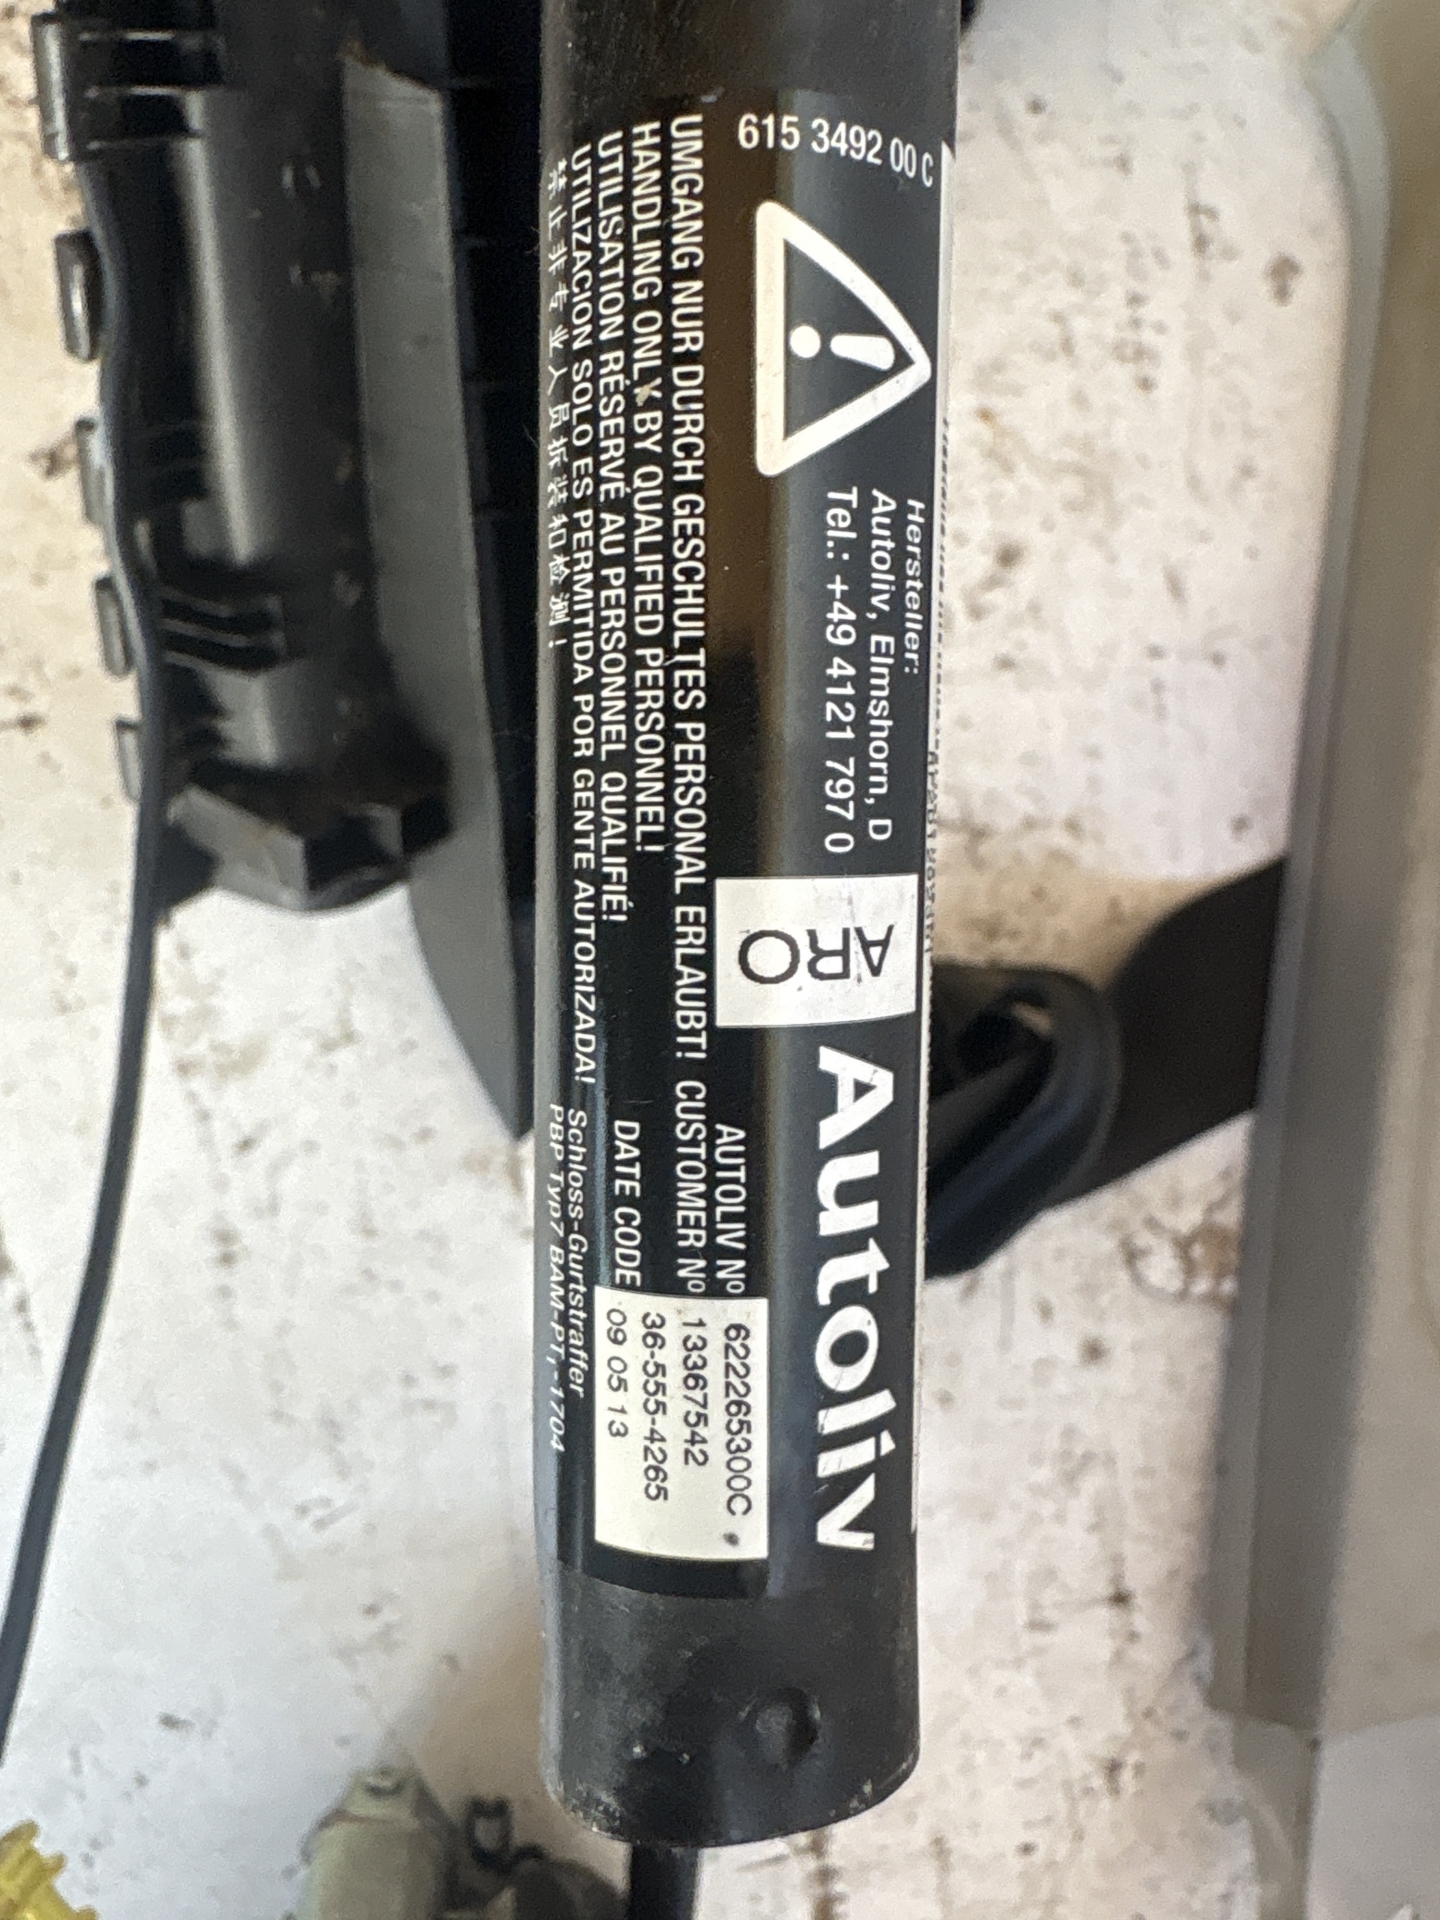 615 3492 00 C
Hersteller:
Autoliv, Elmshorn, D
Tel.: +49 4121 797 0
ARO
Autoliv
AUTOLIV Nº 622265300C
UMGANG NUR DURCH GESCHULTES PERSONAL ERLAUBT! CUSTOMER Nº 13367542
HANDLING ONLY BY QUALIFIED PERSONNEL! 36-555-4265
UTILISATION RÉSERVÉ AU PERSONNEL QUALIFIÉ! DATE CODE 09 05 13
UTILIZACION SOLO ES PERMITIDA POR GENTE AUTORIZADA! Schloss-Gurtstraffer
禁止非专业人员拆装和检测! PBP Typ7 BAM-PT1-1704